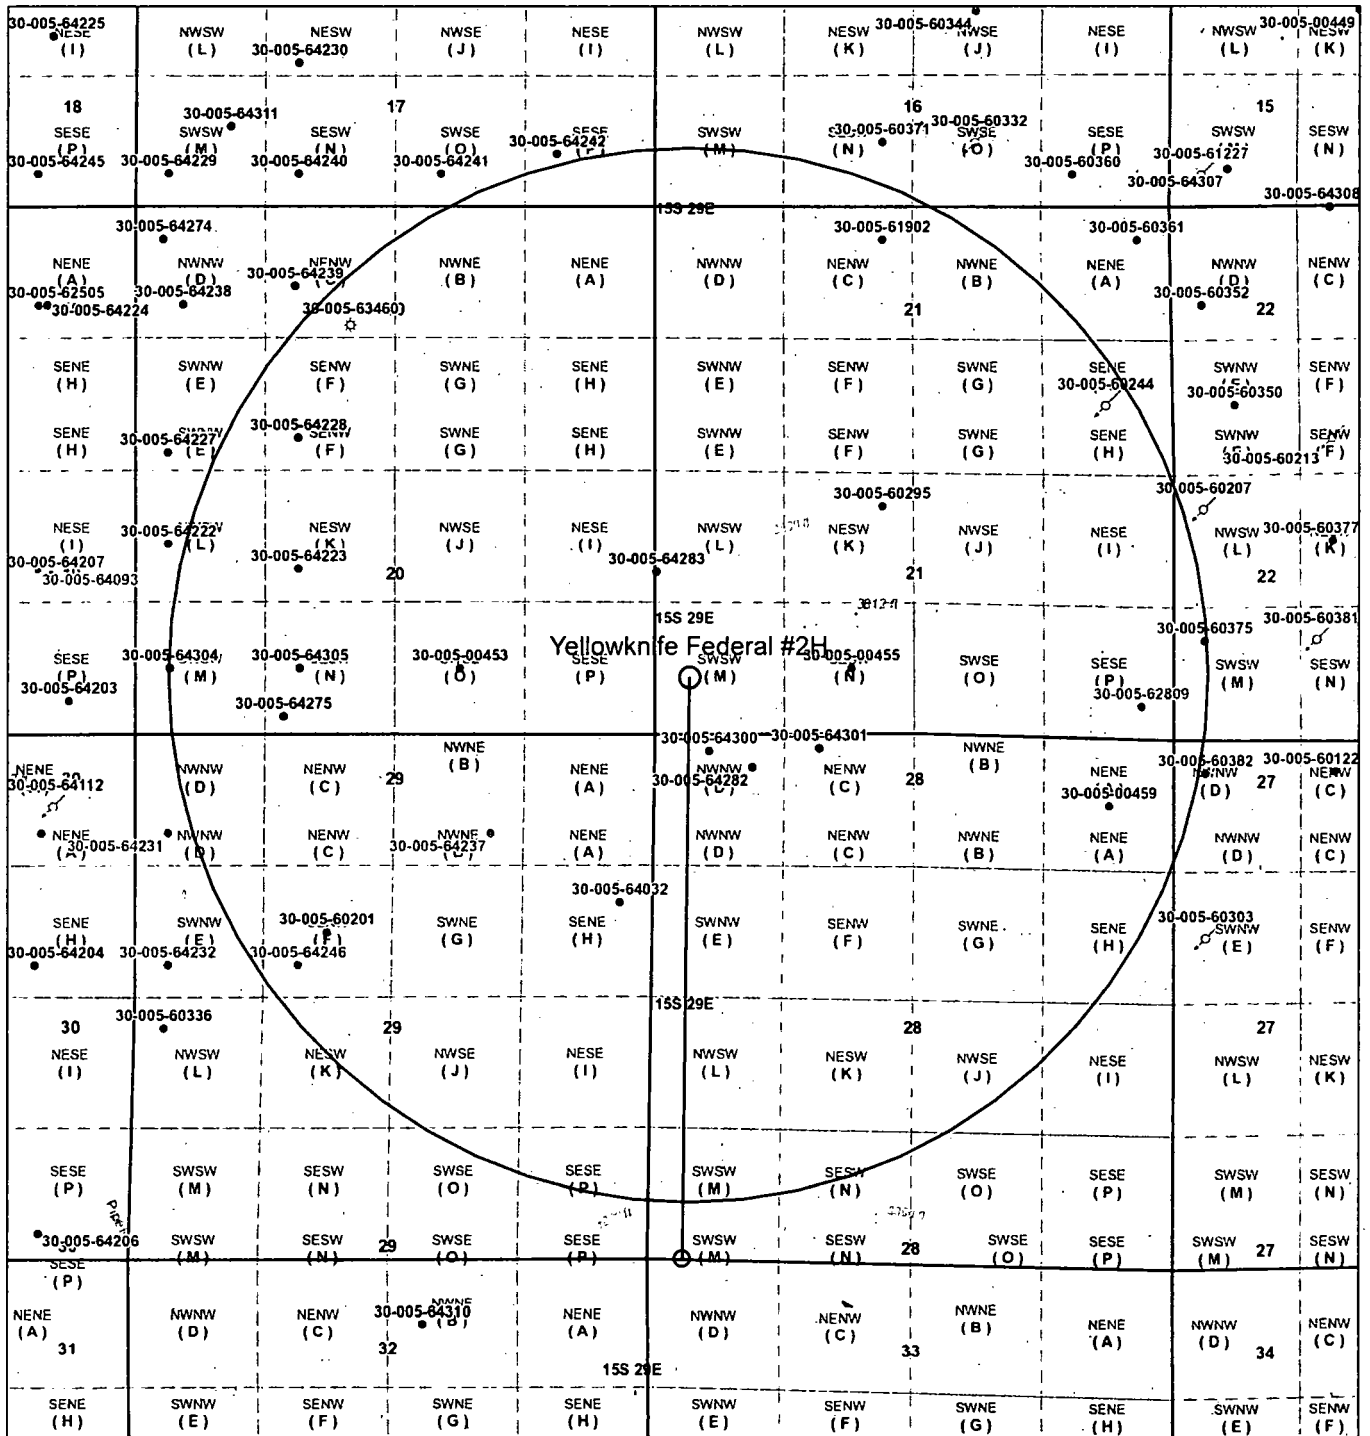 30-005-64225 30-005-60344 30-005-00449
NESE NWSW NESW NWSE NESE NWSW NESW NWSE NESE NWSW NESW
(I) (L) 30-005-64230 (J) (I) (L) (K) (J) (I) (L) (K)
18 17 16 15
30-005-64311 30-005-60332
SESE SWSW SESW SWSE 30-005-64242 SWSW 30-005-60371 SWSE SESE SWSW SESW
(P) (M) (N) (O) (M) (N) (O) (P) 30-005-61227 (N)
30-005-64245 30-005-64229 30-005-64240 30-005-64241 30-005-60360 30-005-64307
30-005-64308
15S 29E
30-005-64274 30-005-61902 30-005-60361
NENE NWNW NENW NWNE NENE NWNW NENW NWNE NENE NWNW NENW
(A) (D) 30-005-64239 (B) (A) (D) (C) (B) (A) (D) (C)
30-005-62505 30-005-64238 30-005-60352
30-005-64224 30-005-63460 21 22
SENE SWNW SENW SWNE SENE SWNW SENW SWNE SENE SWNW SENW
(H) (E) (F) (G) (H) (E) (F) (G) 30-005-60244 30-005-60350 (F)
SENE 30-005-64227 30-005-64228 SWNE SENE SWNW SENW SWNE SENE SWNW SENW
(H) (E) (F) (G) (H) (E) (F) (G) (H) 30-005-60213 (F)
30-005-60295 30-005-60207
NESE 30-005-64222 NESW NWSE NESE NWSW NESW NWSE NESE NWSW 30-005-60377
(I) (L) (K) (J) (I) (L) (K) (J) (I) (L) (K)
30-005-64207 30-005-64223 30-005-64283
30-005-64093 20 21 22
15S 29E 30-005-60375 30-005-60381
Yellowknife Federal #2H
SESE 30-005-64304 30-005-64305 30-005-00453 SESE SWSW 30-005-00455 SWSE SESE SWSW SESW
(P) (M) (N) (O) (P) (M) (N) (O) (P) (M) (N)
30-005-64203 30-005-64275 30-005-62809
NWNE 30-005-64300 30-005-64301 NWNE
(B) (B)
NENE NWNW NENW 29 NENE NWNW NENW 28 NENE 30-005-60382 27 30-005-60122
30-005-64112 (D) (C) (A) 30-005-64282 (C) 30-005-00459 (D) (C)
NENE NWNW NENW NWNE NENE NWNW NENW NWNE NENE NWNW NENW
(A) 30-005-64231 (D) (C) 30-005-64237 (A) (D) (C) (B) (A) (D) (C)
30-005-64032
SENE SWNW 30-005-60201 SWNE SENE SWNW SENW SWNE SENE 30-005-60303 SENW
(H) (E) (F) (G) (H) (E) (F) (G) (H) SWNW (E) (F)
30-005-64204 30-005-64232 30-005-64246
15S 29E
30 30-005-60336 29 28 27
NESE NWSW NESW NWSE NESE NWSW NESW NWSE NESE NWSW NESW
(I) (L) (K) (J) (I) (L) (K) (J) (I) (L) (K)
SESE SWSW SESW SWSE SESE SWSW SESW SWSE SESE SWSW SESW
(P) (M) (N) (O) (P) (M) (N) (O) (P) (M) (N)
30-005-64206 SWSW SESW 29 SWSE SESE SWSW SESW 28 SWSE SESE SWSW 27 SESW
(M) (N) (O) (P) (M) (N) (O) (P) (M) (N)
SESE
(P)
NENE NWNW NENW 30-005-64310 NENE NWNW NENW NWNE NENE NWNW NENW
(A) (D) (C) (B) (A) (D) (C) (B) (A) (D) (C)
31 32 33 34
15S 29E
SENE SWNW SENW SWNE SENE SWNW SENW SWNE SENE SWNW SENW
(H) (E) (F) (G) (H) (E) (F) (G) (H) (E) (F)